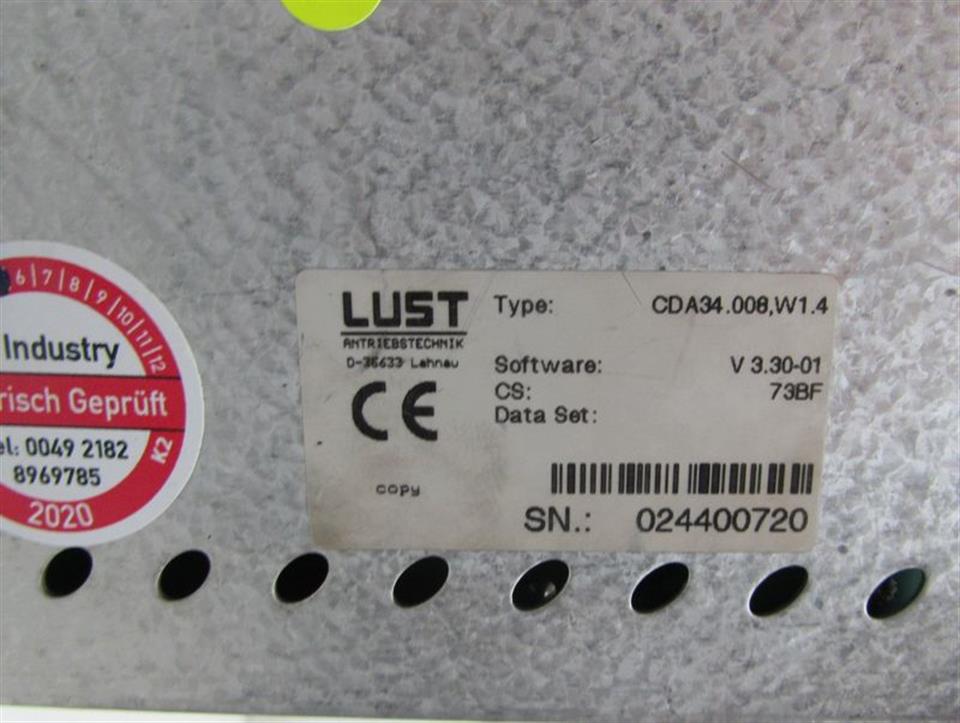 6|7|8|9|10|11|12
Industry
risch Geprüft
el: 0049 2182
8969785
K2
2020
LUST
ANTRIEBSTECHNIK
D-35633 Lahnau
CE
copy
Type: CDA34.008,W1.4
Software: V 3.30-01
CS: 73BF
Data Set:
SN.: 024400720